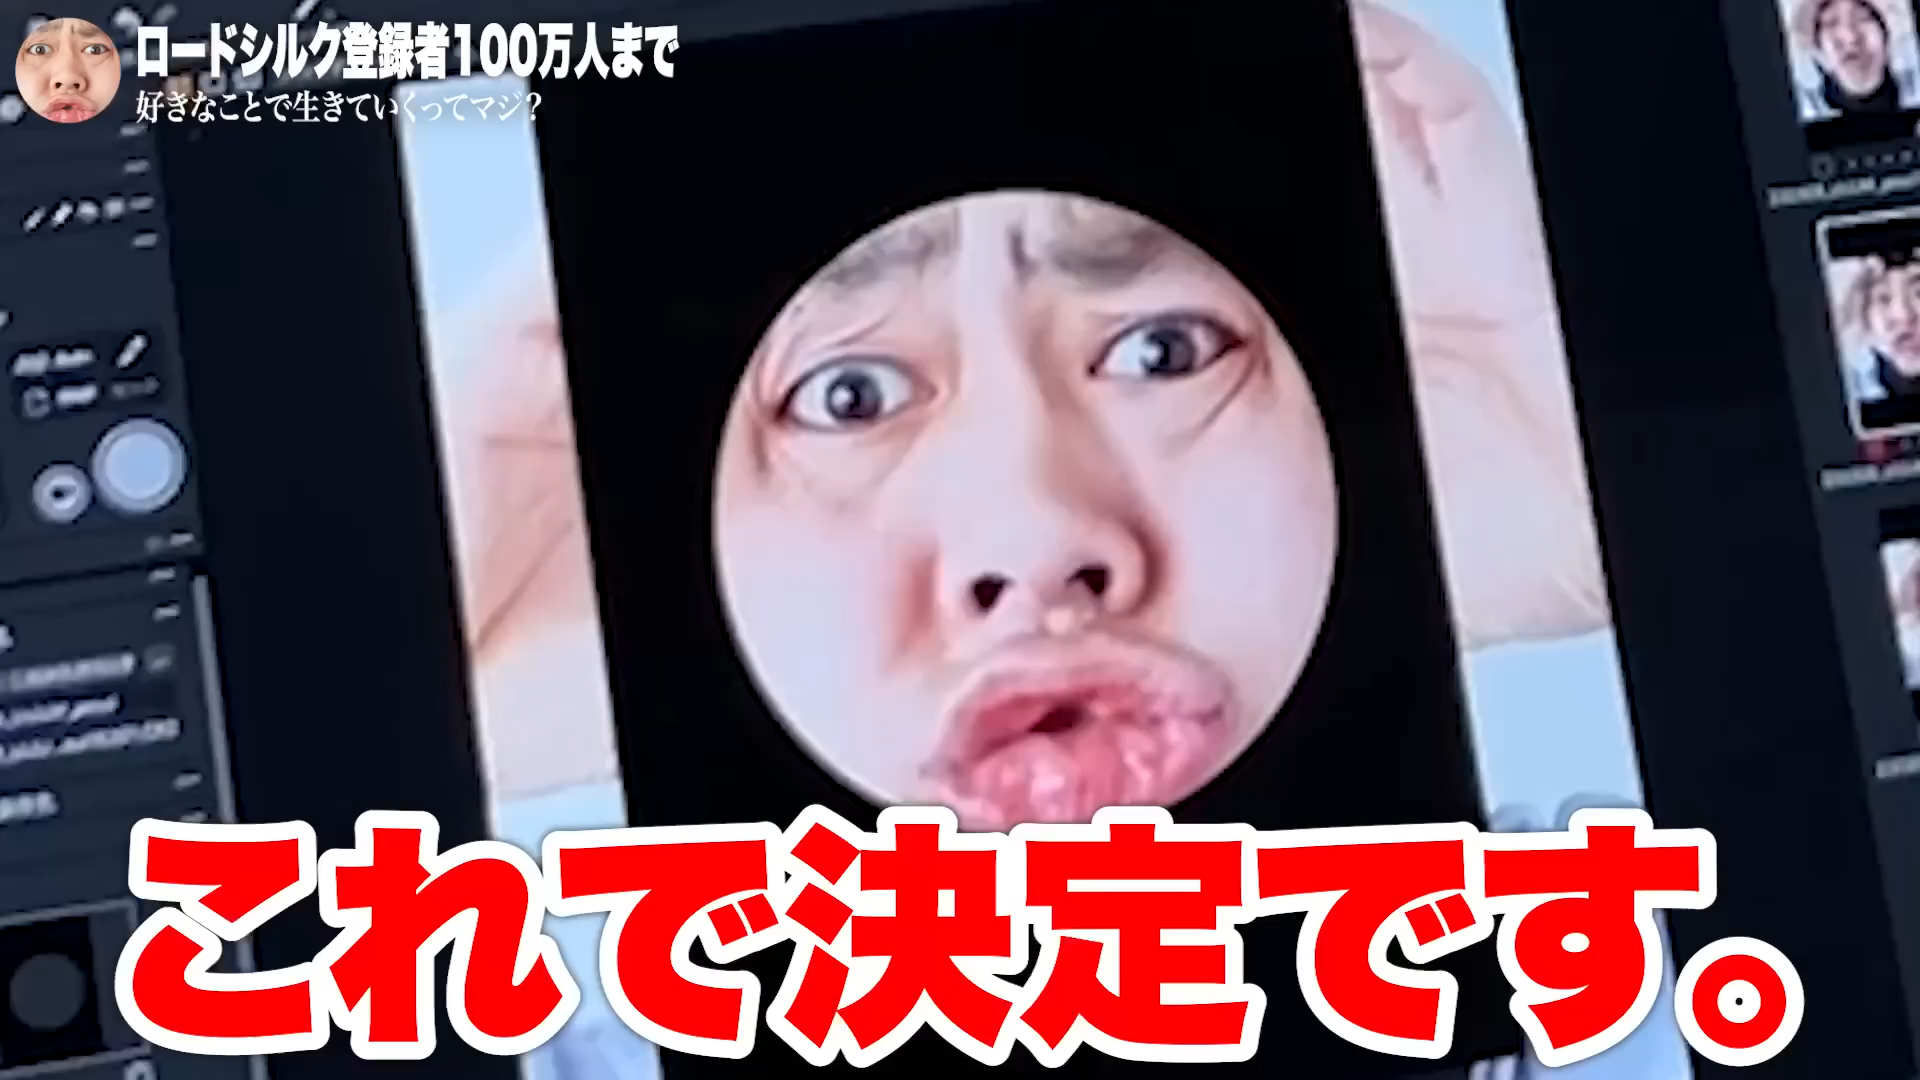 ロードシルク登録者100万人まで
好きなことで生きていくってマジ？
これで決定です。